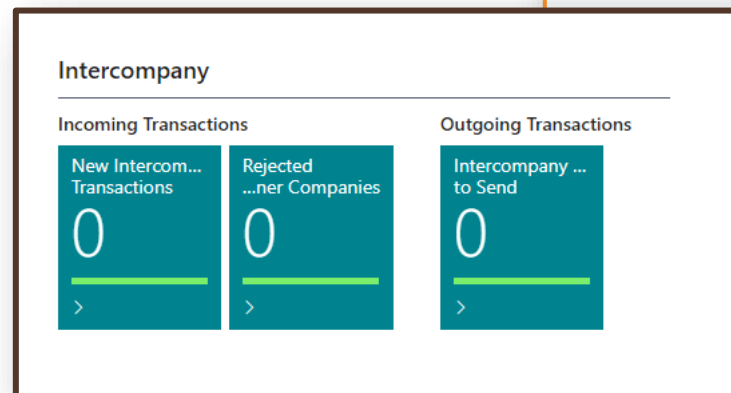 Intercompany
Incoming Transactions
Outgoing Transactions
New Intercom...
Transactions
0
Rejected
...ner Companies
0
Intercompany ...
to Send
0